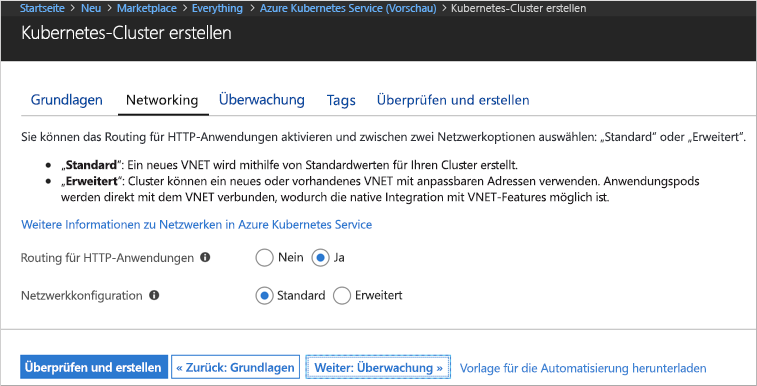 Startseite > Neu > Marketplace > Everything > Azure Kubernetes Service (Vorschau) > Kubernetes-Cluster erstellen
Kubernetes-Cluster erstellen
Grundlagen Networking Überwachung Tags Überprüfen und erstellen
Sie können das Routing für HTTP-Anwendungen aktivieren und zwischen zwei Netzwerkoptionen auswählen: „Standard“ oder „Erweitert“.
• „Standard“: Ein neues VNET wird mithilfe von Standardwerten für Ihren Cluster erstellt.
• „Erweitert“: Cluster können ein neues oder vorhandenes VNET mit anpassbaren Adressen verwenden. Anwendungspods
werden direkt mit dem VNET verbunden, wodurch die native Integration mit VNET-Features möglich ist.
Weitere Informationen zu Netzwerken in Azure Kubernetes Service
Routing für HTTP-Anwendungen Nein Ja
Netzwerkkonfiguration Standard Erweitert
Überprüfen und erstellen « Zurück: Grundlagen Weiter: Überwachung » Vorlage für die Automatisierung herunterladen